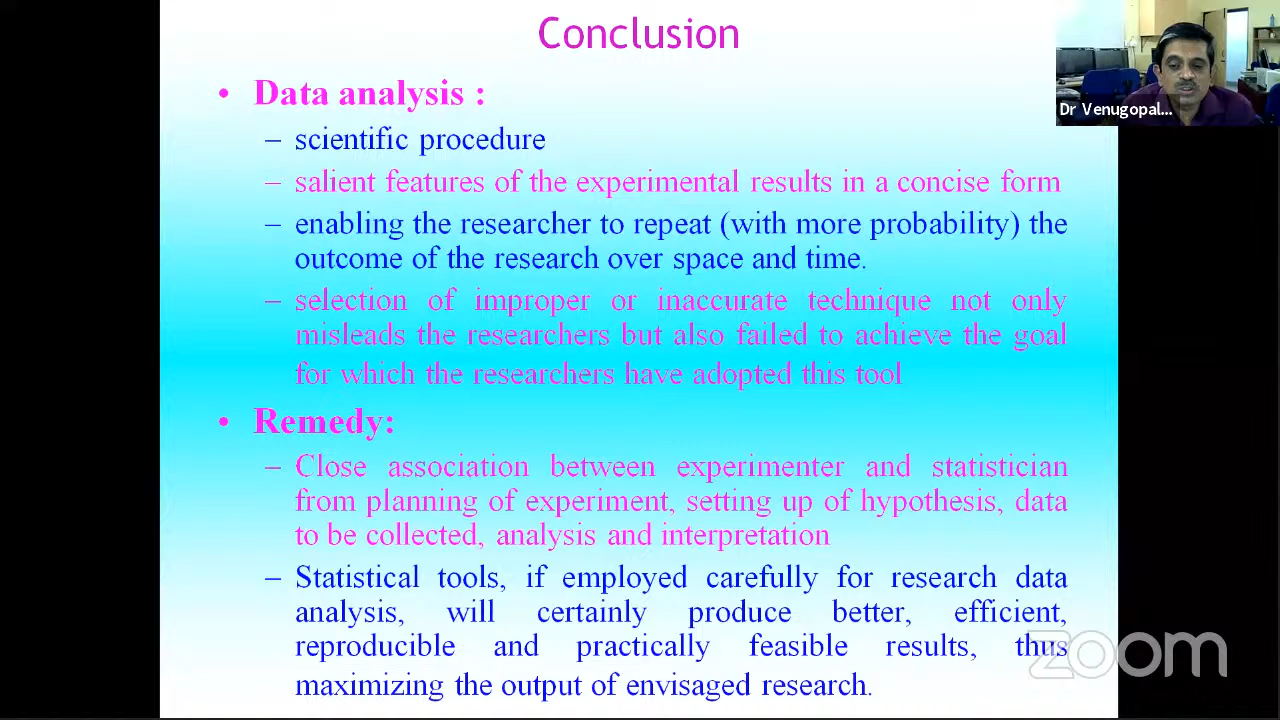 Conclusion
Dr Venugopal...
• Data analysis :
– scientific procedure
– salient features of the experimental results in a concise form
– enabling the researcher to repeat (with more probability) the
outcome of the research over space and time.
– selection of improper or inaccurate technique not only
misleads the researchers but also failed to achieve the goal
for which the researchers have adopted this tool
• Remedy:
– Close association between experimenter and statistician
from planning of experiment, setting up of hypothesis, data
to be collected, analysis and interpretation
– Statistical tools, if employed carefully for research data
analysis, will certainly produce better, efficient,
reproducible and practically feasible results, thus
maximizing the output of envisaged research.
zoom